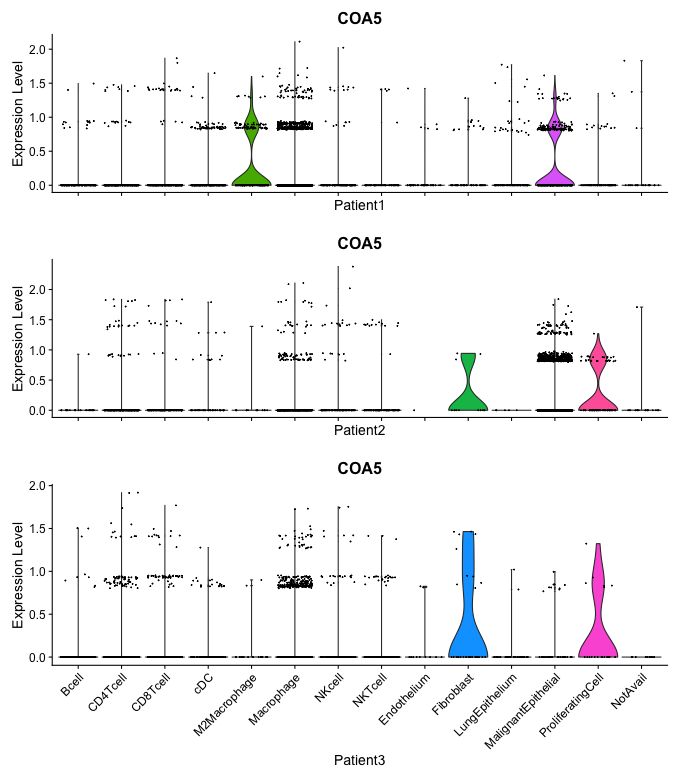 COA5
Expression Level
2.0
1.5
1.0
0.5
0.0
Patient1
COA5
Expression Level
2.0
1.5
1.0
0.5
0.0
Patient2
COA5
Expression Level
2.0
1.5
1.0
0.5
0.0
Bcell
CD4Tcell
CD8Tcell
cDC
M2Macrophage
Macrophage
NKcell
NKTcell
Endothelium
Fibroblast
LungEpithelium
MalignantEpithelial
ProliferatingCell
NotAvail
Patient3